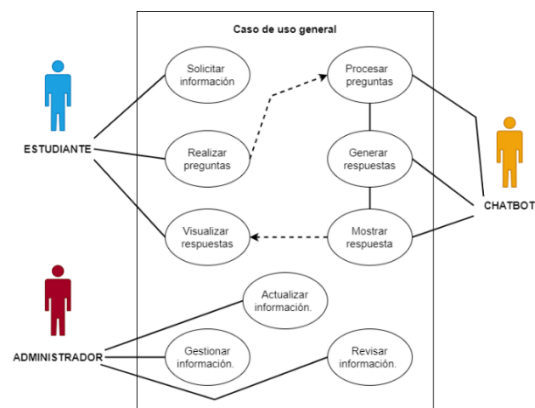 Caso de uso general
Solicitar
información
Procesar
preguntas
ESTUDIANTE
Realizar
preguntas
Generar
respuestas
CHATBOT
Visualizar
respuestas
Mostrar
respuesta
Actualizar
información.
ADMINISTRADOR
Gestionar
información.
Revisar
información.